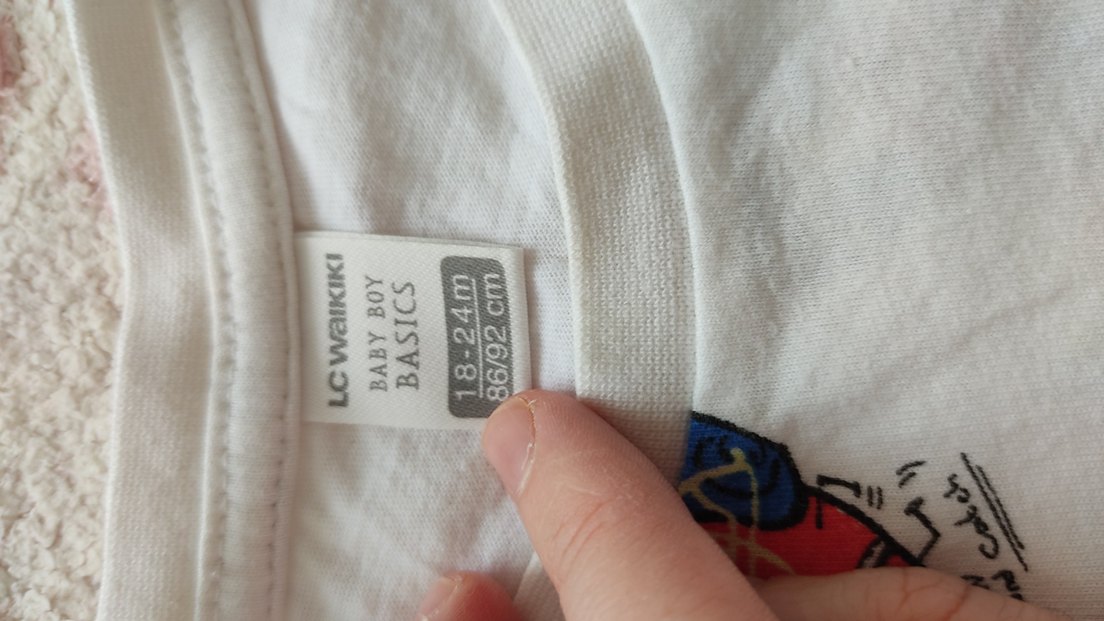 LC WAIKIKI
BABY BOY
BASICS
18-24m
86/92 cm